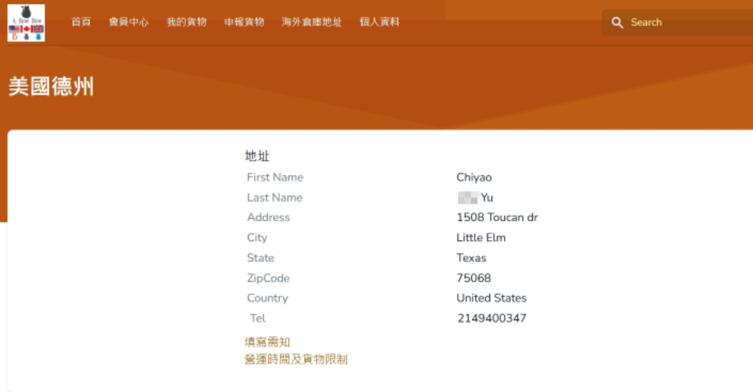 A Bow Bow
首頁 會員中心 我的貨物 申報貨物 海外倉庫地址 個人資料 Search
美國德州
地址
First Name Chiyao
Last Name Yu
Address 1508 Toucan dr
City Little Elm
State Texas
ZipCode 75068
Country United States
Tel 2149400347
填寫需知
營運時間及貨物限制